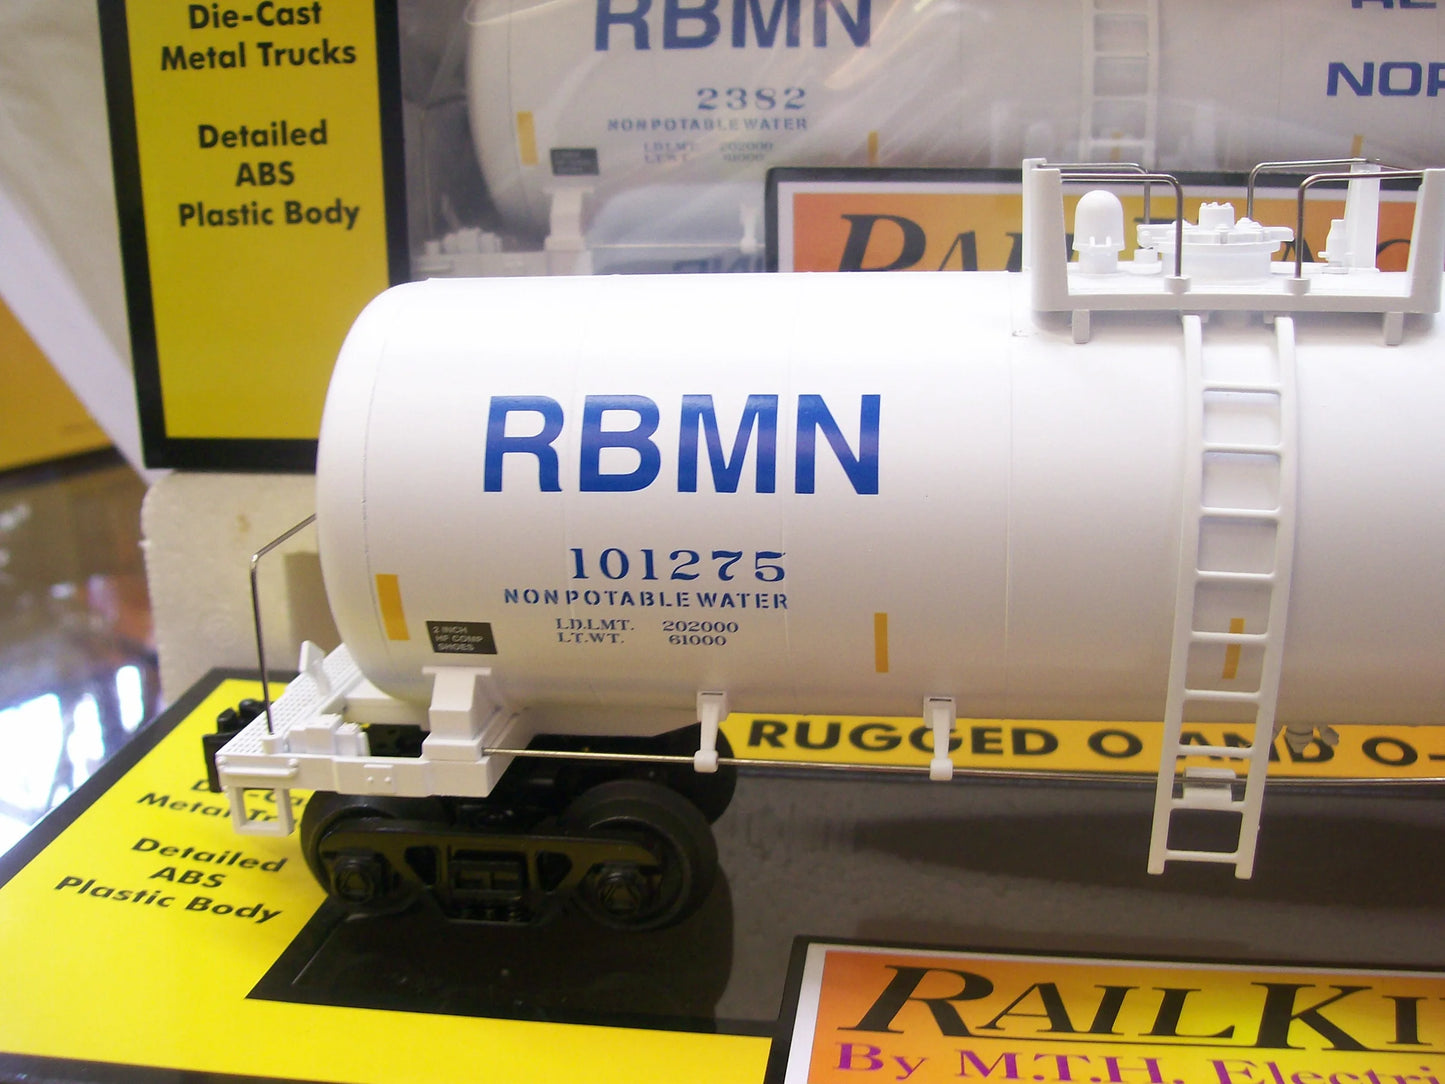 Die-Cast
Metal Trucks
Detailed
ABS
Plastic Body
RBMN
2382
NONPOTABLE WATER
LD.LMT. 202000
LT.WT. 61000
RBMN
101275
NONPOTABLE WATER
LD.LMT. 202000
LT.WT. 61000
2 INCH
HF COMP
SHOES
RUGGED O AND O-
Detailed
ABS
Plastic Body
RAILKI
By M.T.H. Electri